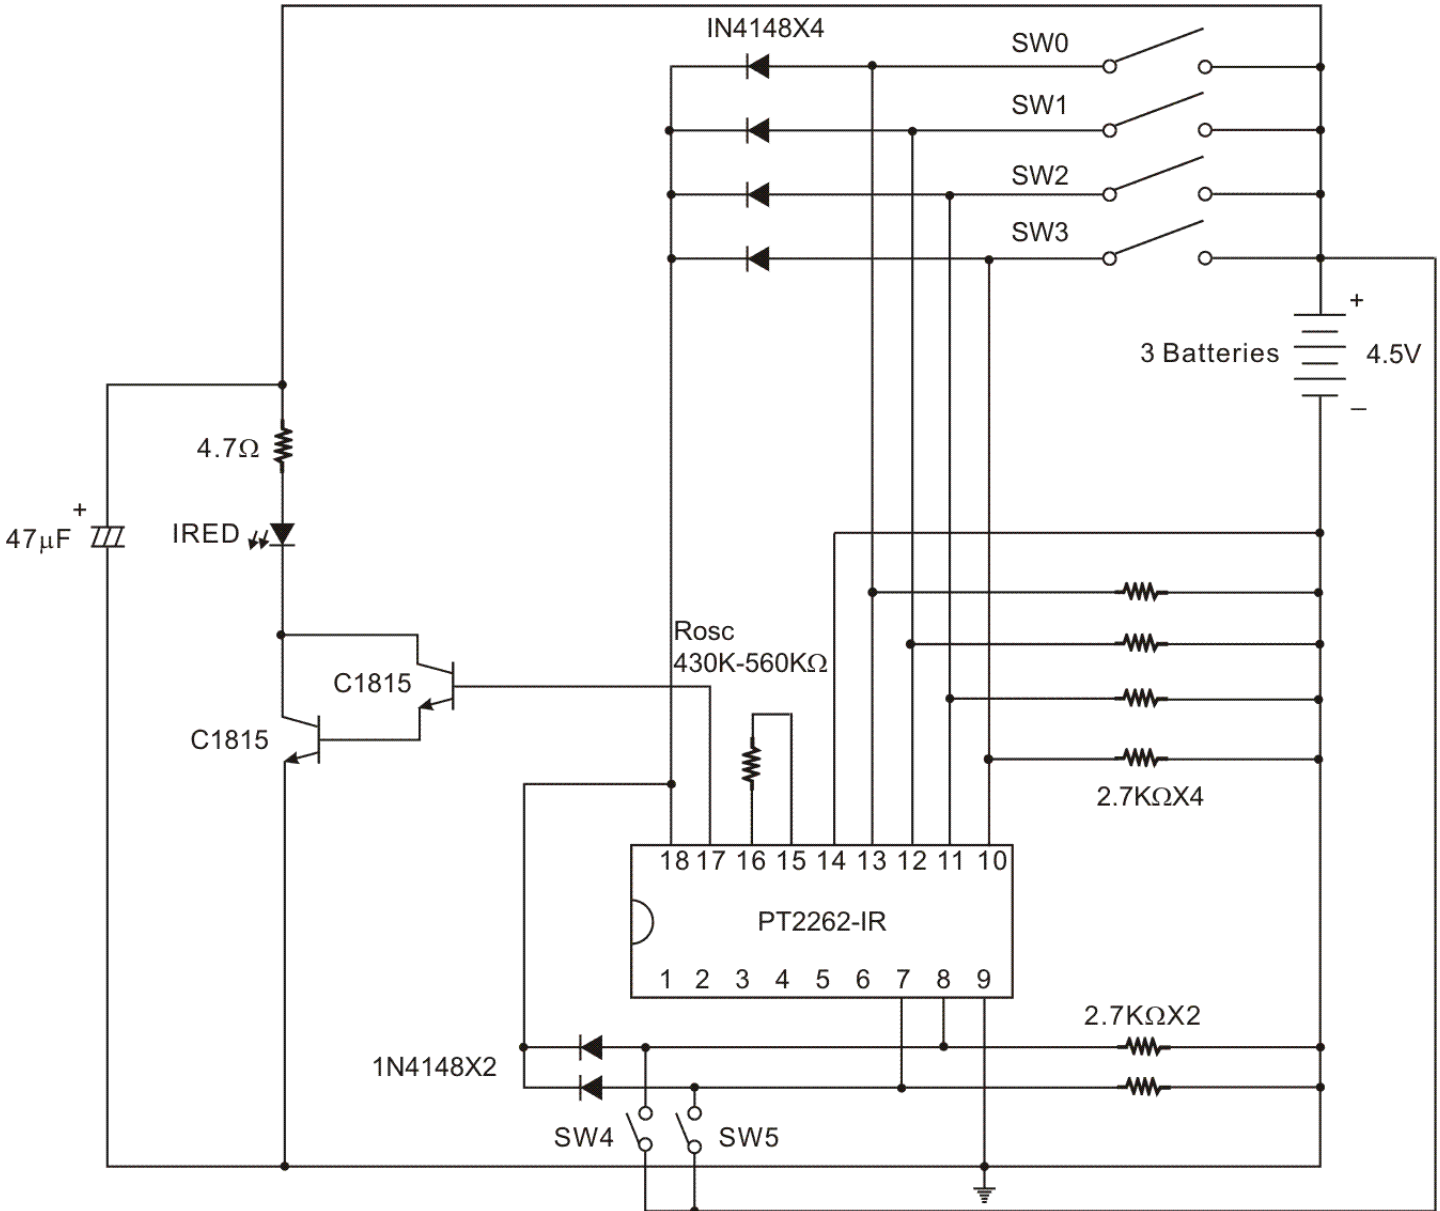 IN4148X4
SW0
SW1
SW2
SW3
+
3 Batteries
4.5V
–
4.7Ω
+
47μF
IRED
Rosc
430K-560KΩ
C1815
C1815
2.7KΩX4
18 17 16 15 14 13 12 11 10
PT2262-IR
1 2 3 4 5 6 7 8 9
2.7KΩX2
1N4148X2
SW4
SW5